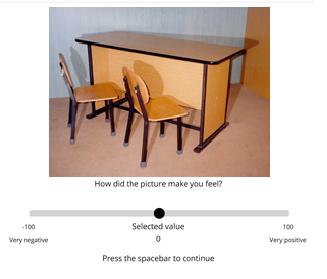 How did the picture make you feel?
-100
Selected value
100
Very negative
0
Very positive
Press the spacebar to continue